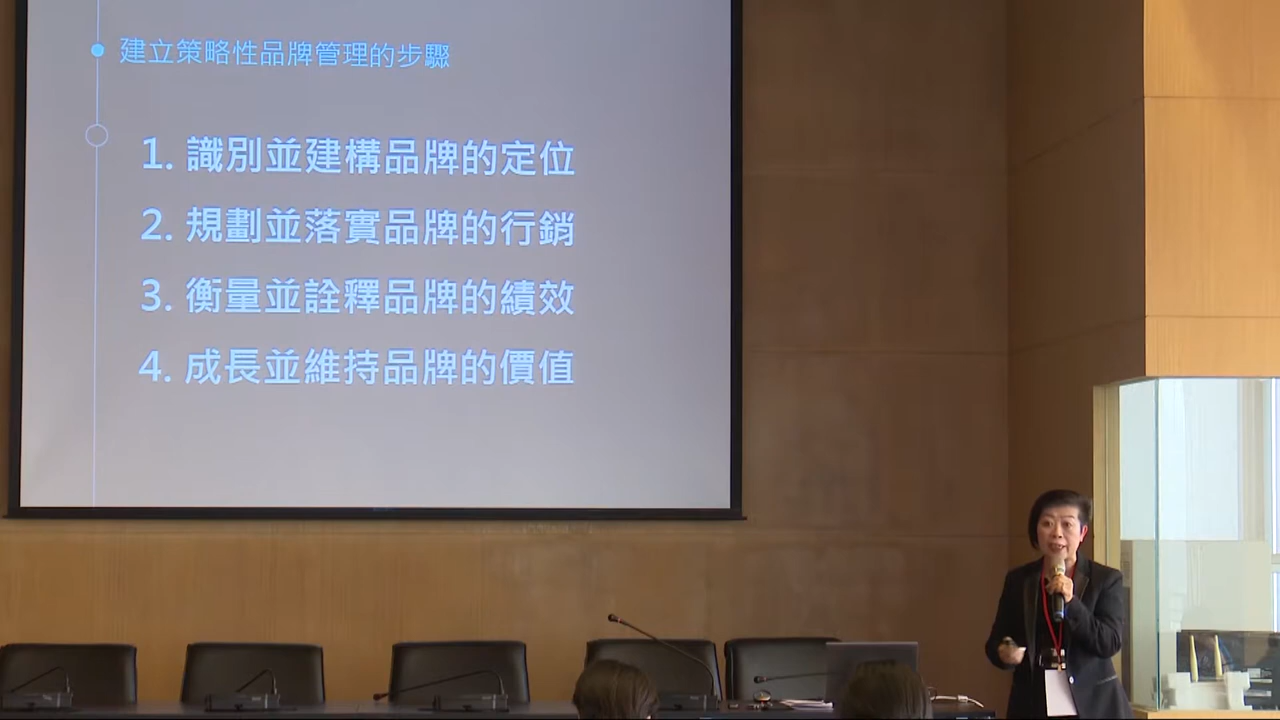 建立策略性品牌管理的步驟
1. 識別並建構品牌的定位
2. 規劃並落實品牌的行銷
3. 衡量並詮釋品牌的績效
4. 成長並維持品牌的價值